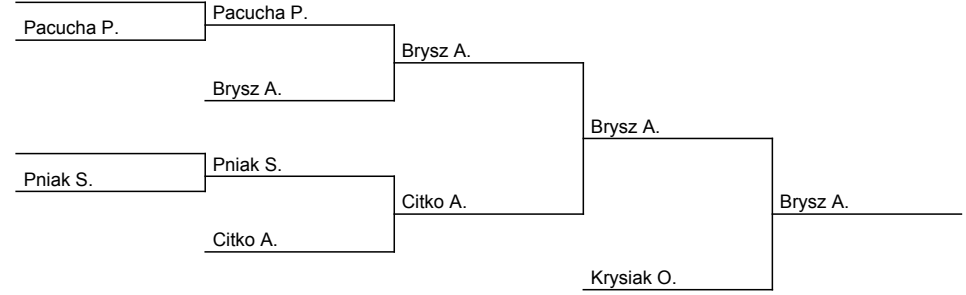 Pacucha P.
Pacucha P.
Brysz A.
Brysz A.
Brysz A.
Pniak S.
Pniak S.
Citko A.
Citko A.
Brysz A.
Krysiak O.